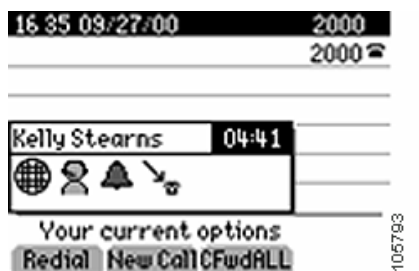 16 35 09/27/00 2000
2000
Kelly Stearns 04:41
Your current options
Redial New Call CFwdALL
105793